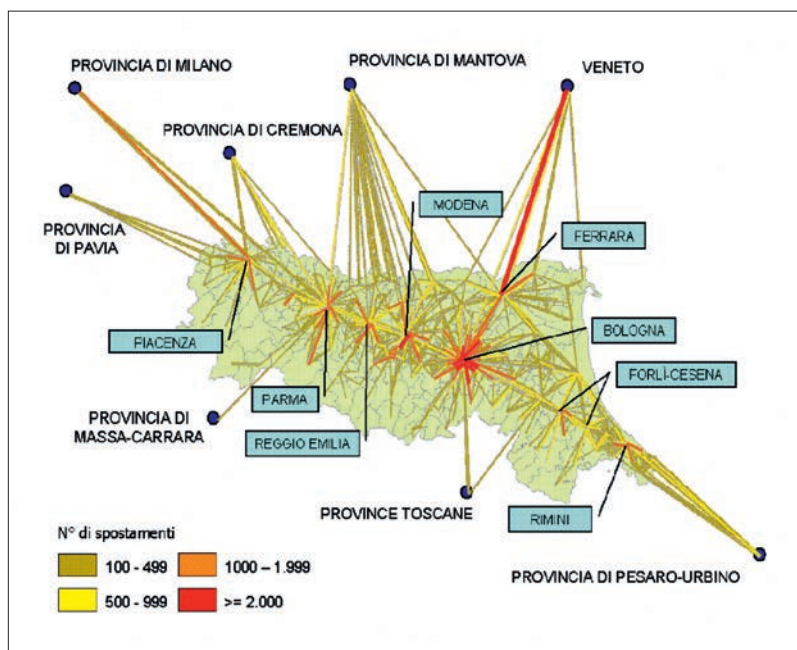 PROVINCIA DI MILANO
PROVINCIA DI MANTOVA
VENETO
PROVINCIA DI CREMONA
MODENA
PROVINCIA
DI PAVIA
FERRARA
PIACENZA
BOLOGNA
FORLÌ-CESENA
PARMA
PROVINCIA DI
MASSA-CARRARA
REGGIO EMILIA
PROVINCE TOSCANE
RIMINI
PROVINCIA DI PESARO-URBINO
N° di spostamenti
100 - 499
1000 – 1.999
500 - 999
>= 2.000